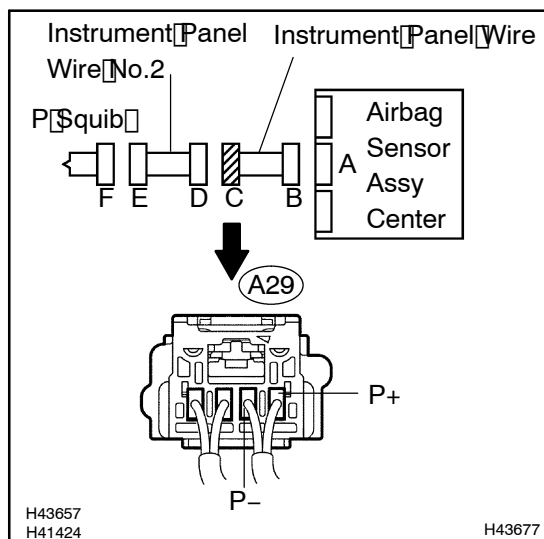 Instrument Panel
Wire No.2
Instrument Panel Wire
P Squib
Airbag
Sensor
Assy
Center
A
F E D C B
A29
P+
P−
H43657
H41424
H43677